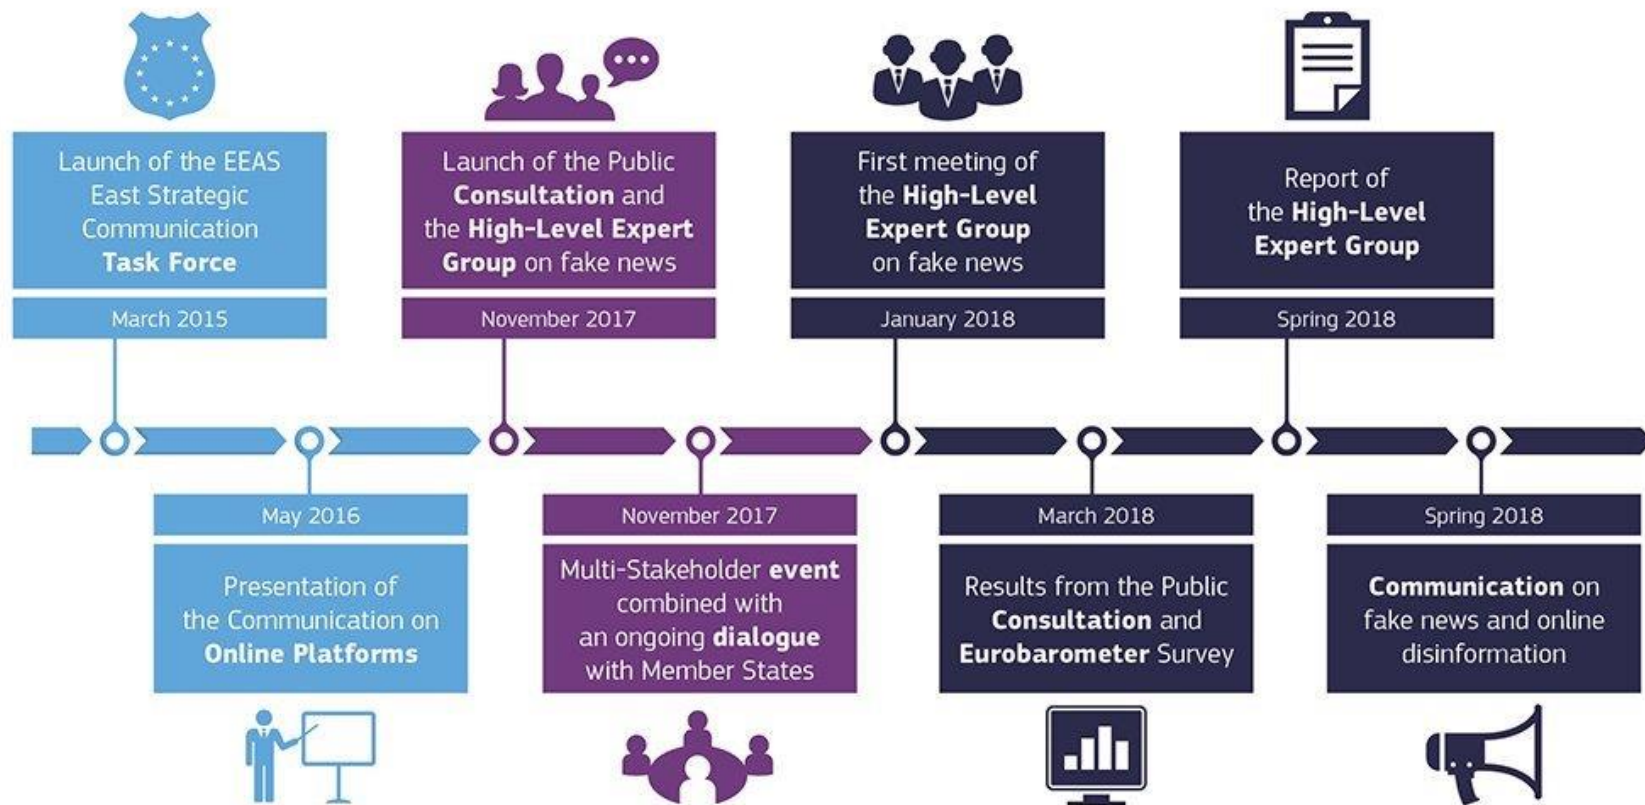 Launch of the EEAS
East Strategic
Communication
Task Force
March 2015
Launch of the Public
Consultation and
the High-Level Expert
Group on fake news
November 2017
First meeting of
the High-Level
Expert Group
on fake news
January 2018
Report of
the High-Level
Expert Group
Spring 2018
May 2016
Presentation of
the Communication on
Online Platforms
November 2017
Multi-Stakeholder event
combined with
an ongoing dialogue
with Member States
March 2018
Results from the Public
Consultation and
Eurobarometer Survey
Spring 2018
Communication on
fake news and online
disinformation